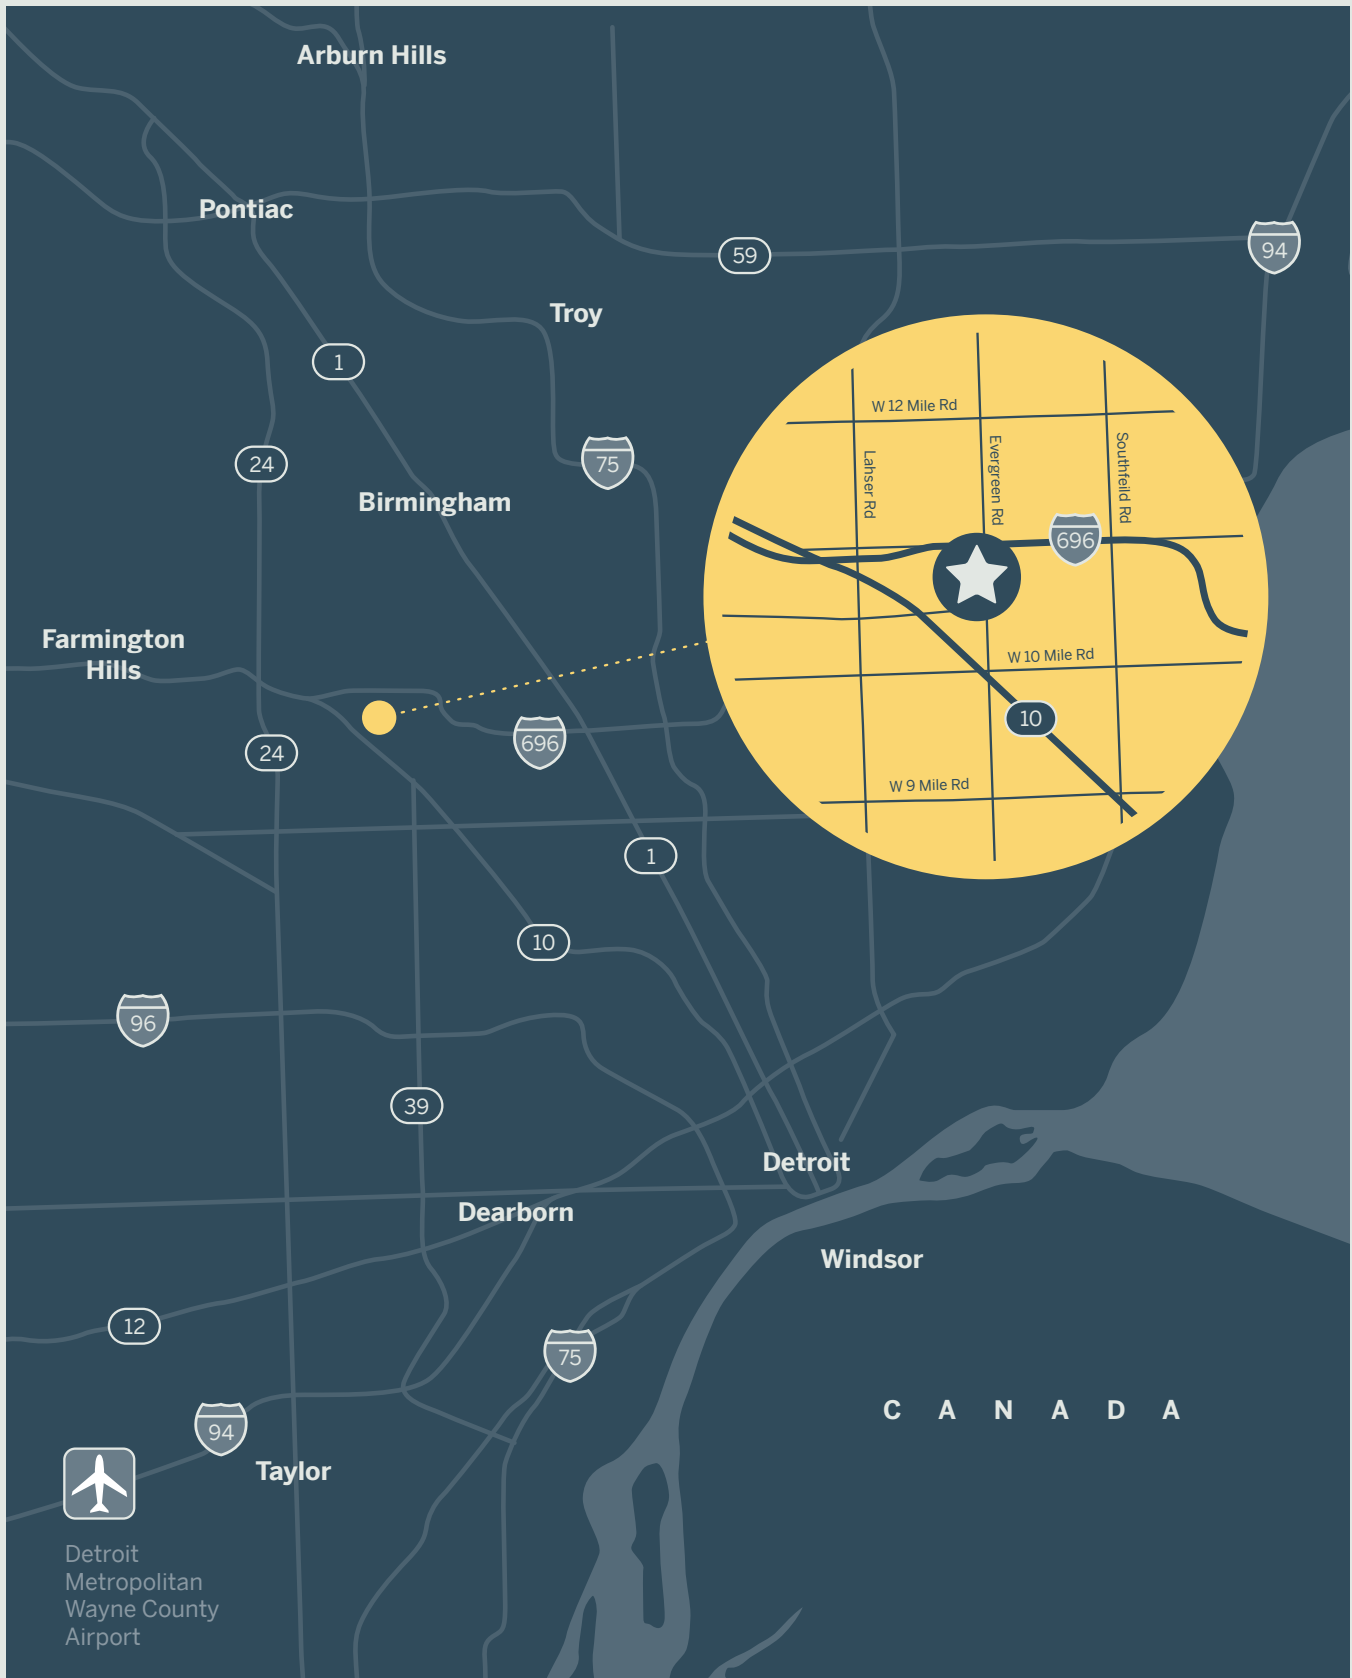 Arburn Hills
Pontiac
59
94
Troy
1
W 12 Mile Rd
Lahser Rd
Evergreen Rd
Southfeild Rd
24
75
Birmingham
696
Farmington
Hills
W 10 Mile Rd
10
696
24
W 9 Mile Rd
1
10
96
39
Detroit
Dearborn
Windsor
12
75
CANADA
94
Taylor
Detroit
Metropolitan
Wayne County
Airport